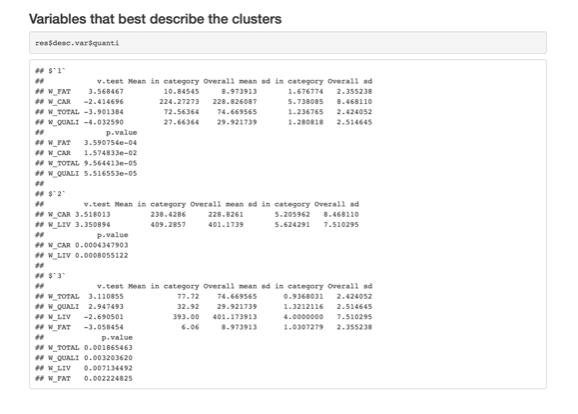 Variables that best describe the clusters
res$desc.var$quanti
## $`1`
## v.test Mean in category Overall mean sd in category Overall sd
## W_FAT 3.568467 10.84545 8.973913 1.676774 2.355238
## W_CAR -2.414696 224.27273 228.826087 5.738085 8.468110
## W_TOTAL -3.901384 72.56364 74.669565 1.236765 2.424052
## W_QUALI -4.032590 27.66364 29.921739 1.280818 2.514645
## p.value
## W_FAT 3.590754e-04
## W_CAR 1.574833e-02
## W_TOTAL 9.564413e-05
## W_QUALI 5.516553e-05
##
## $`2`
## v.test Mean in category Overall mean sd in category Overall sd
## W_CAR 3.518013 238.4286 228.8261 5.205962 8.468110
## W_LIV 3.350894 409.2857 401.1739 5.624291 7.510295
## p.value
## W_CAR 0.0004347903
## W_LIV 0.0008055122
##
## $`3`
## v.test Mean in category Overall mean sd in category Overall sd
## W_TOTAL 3.110855 77.72 74.669565 0.9368031 2.424052
## W_QUALI 2.947493 32.92 29.921739 1.3212116 2.514645
## W_LIV -2.690501 393.00 401.173913 4.0000000 7.510295
## W_FAT -3.058454 6.06 8.973913 1.0307279 2.355238
## p.value
## W_TOTAL 0.001865463
## W_QUALI 0.003203620
## W_LIV 0.007134492
## W_FAT 0.002224825